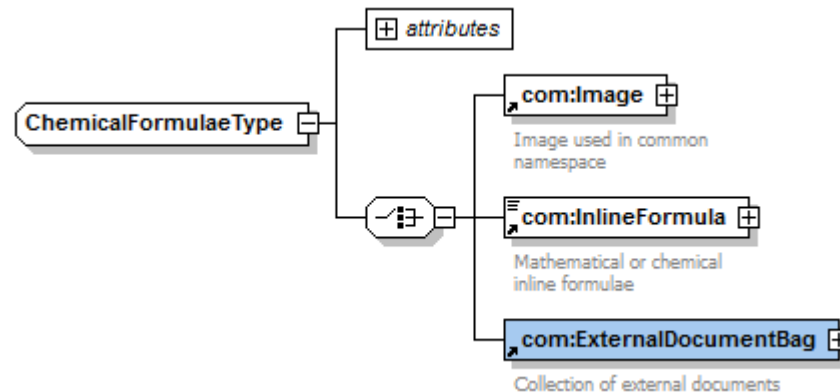 attributes
ChemicalFormulaeType
com:Image
Image used in common
namespace
com:InlineFormula
Mathematical or chemical
inline formulae
com:ExternalDocumentBag
Collection of external documents